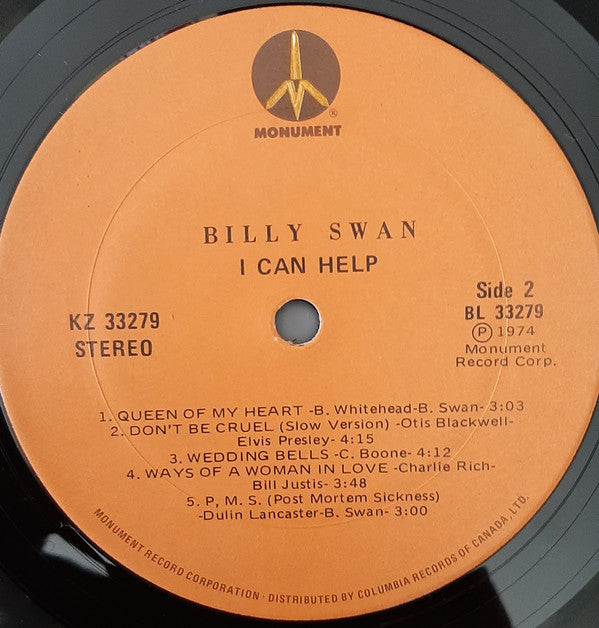 ®
MONUMENT
BILLY SWAN
I CAN HELP
KZ 33279
STEREO
Side 2
BL 33279
Ⓟ 1974
Monument
Record Corp.
1. QUEEN OF MY HEART -B. Whitehead-B. Swan- 3:03
2. DON'T BE CRUEL (Slow Version) -Otis Blackwell-
Elvis Presley- 4:15
3. WEDDING BELLS -C. Boone- 4:12
4. WAYS OF A WOMAN IN LOVE -Charlie Rich-
Bill Justis- 3:48
5. P, M. S. (Post Mortem Sickness)
-Dulin Lancaster-B. Swan- 3:00
MONUMENT RECORD CORPORATION · DISTRIBUTED BY COLUMBIA RECORDS OF CANADA, LTD.